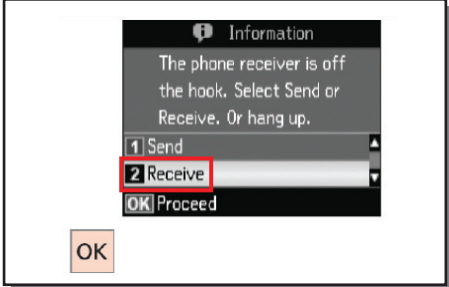 Information
The phone receiver is off
the hook. Select Send or
Receive. Or hang up.
1 Send
2 Receive
OK Proceed
OK